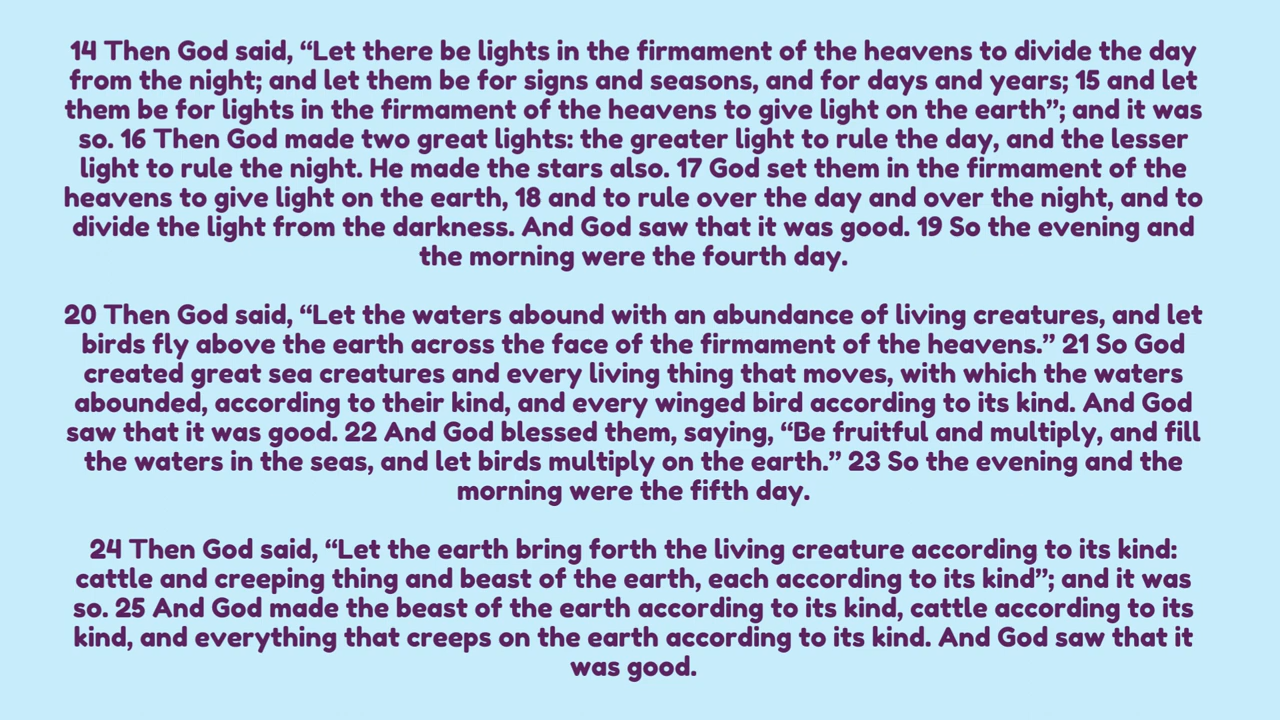 14 Then God said, “Let there be lights in the firmament of the heavens to divide the day
from the night; and let them be for signs and seasons, and for days and years; 15 and let
them be for lights in the firmament of the heavens to give light on the earth”; and it was
so. 16 Then God made two great lights: the greater light to rule the day, and the lesser
light to rule the night. He made the stars also. 17 God set them in the firmament of the
heavens to give light on the earth, 18 and to rule over the day and over the night, and to
divide the light from the darkness. And God saw that it was good. 19 So the evening and
the morning were the fourth day.
20 Then God said, “Let the waters abound with an abundance of living creatures, and let
birds fly above the earth across the face of the firmament of the heavens.” 21 So God
created great sea creatures and every living thing that moves, with which the waters
abounded, according to their kind, and every winged bird according to its kind. And God
saw that it was good. 22 And God blessed them, saying, “Be fruitful and multiply, and fill
the waters in the seas, and let birds multiply on the earth.” 23 So the evening and the
morning were the fifth day.
24 Then God said, “Let the earth bring forth the living creature according to its kind:
cattle and creeping thing and beast of the earth, each according to its kind”; and it was
so. 25 And God made the beast of the earth according to its kind, cattle according to its
kind, and everything that creeps on the earth according to its kind. And God saw that it
was good.